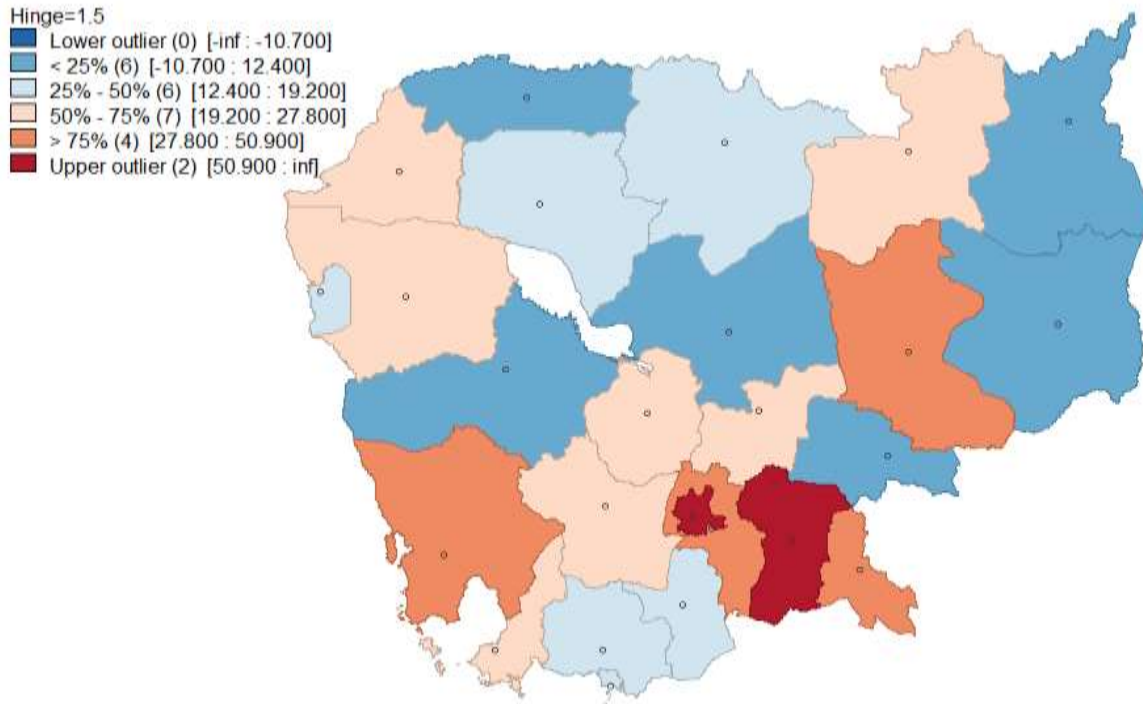 Hinge=1.5
Lower outlier (0) [-inf : -10.700]
< 25% (6) [-10.700 : 12.400]
25% - 50% (6) [12.400 : 19.200]
50% - 75% (7) [19.200 : 27.800]
> 75% (4) [27.800 : 50.900]
Upper outlier (2) [50.900 : inf]